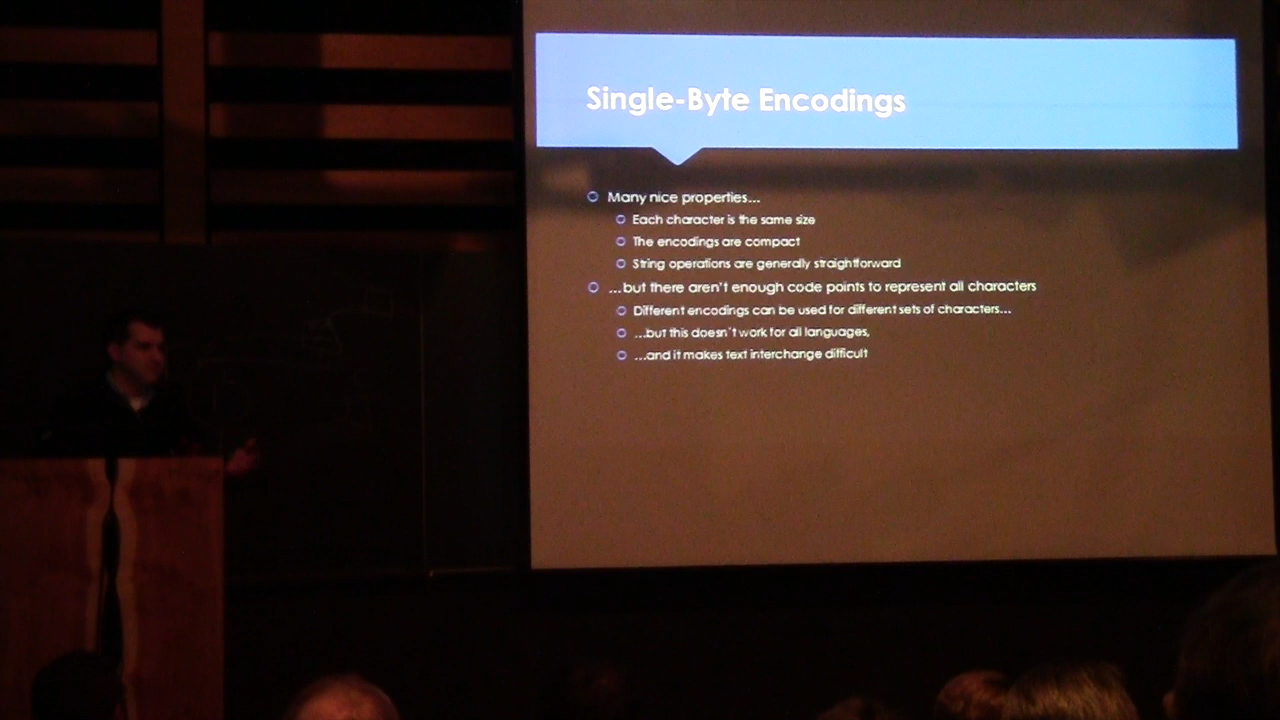 Single-Byte Encodings
Many nice properties...
Each character is the same size
The encodings are compact
String operations are generally straightforward
...but there aren't enough code points to represent all characters
Different encodings can be used for different sets of characters...
...but this doesn't work for all languages,
...and it makes text interchange difficult